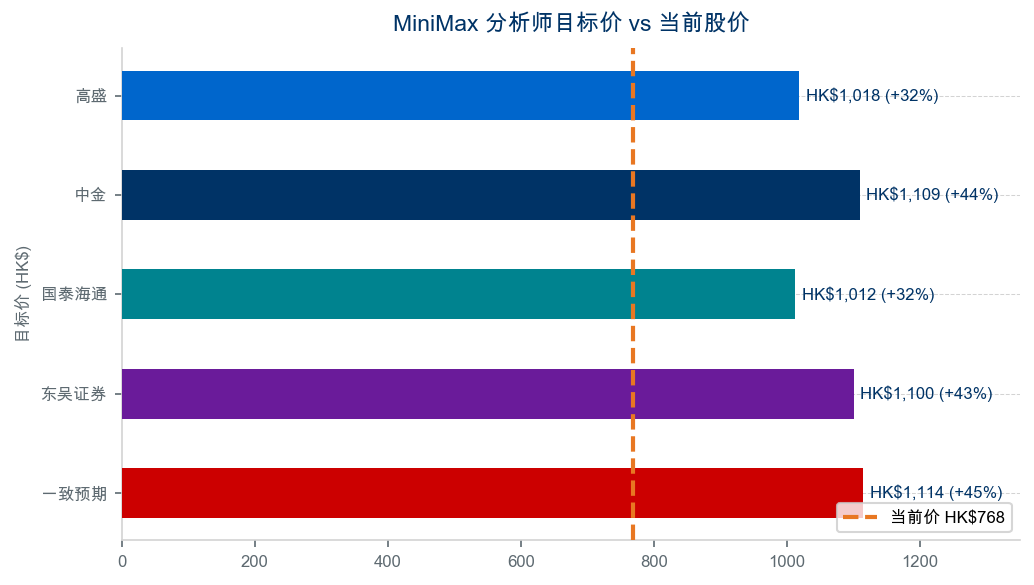 MiniMax 分析师目标价 vs 当前股价
目标价 (HK$)
高盛
HK$1,018 (+32%)
中金
HK$1,109 (+44%)
国泰海通
HK$1,012 (+32%)
东吴证券
HK$1,100 (+43%)
一致预期
HK$1,114 (+45%)
当前价 HK$768
0 200 400 600 800 1000 1200